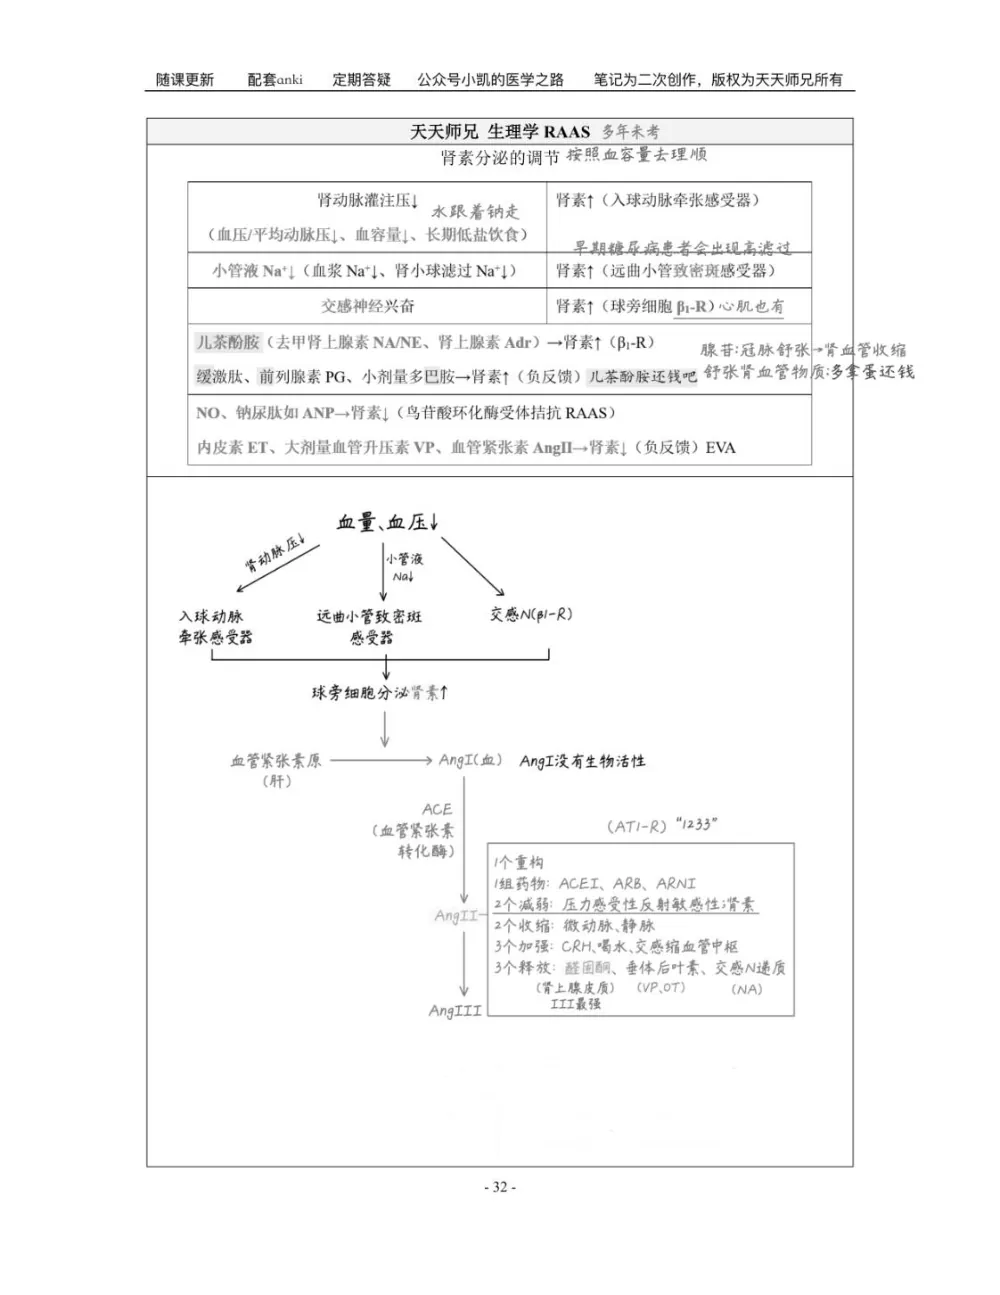 随课更新 配套anki 定期答疑 公众号小凯的医学之路 笔记为二次创作，版权为天天师兄所有
天天师兄 生理学 RAAS 多年未考
肾素分泌的调节 按照血容量去理顺
肾动脉灌注压↓ 水跟着钠走
（血压/平均动脉压↓、血容量↓、长期低盐饮食）
肾素↑（入球动脉牵张感受器）
早期糖尿病患者会出现高滤过
小管液 Na⁺↓（血浆 Na⁺↓、肾小球滤过 Na⁺↓） 肾素↑（远曲小管致密斑感受器）
交感神经兴奋 肾素↑（球旁细胞 β₁-R）心肌也有
儿茶酚胺（去甲肾上腺素 NA/NE、肾上腺素 Adr）→肾素↑（β₁-R）
腺苷:冠脉舒张→肾血管收缩
缓激肽、前列腺素 PG、小剂量多巴胺→肾素↑（负反馈）儿茶酚胺还钱吧
舒张肾血管物质:多拿蛋还钱
NO、钠尿肽如 ANP→肾素↓（鸟苷酸环化酶受体拮抗 RAAS）
内皮素 ET、大剂量血管升压素 VP、血管紧张素 AngII→肾素↓（负反馈）EVA
血量、血压↓
肾动脉压↓
小管液
Na↓
入球动脉
牵张感受器
远曲小管致密斑
感受器
交感N(β1-R)
球旁细胞分泌肾素↑
血管紧张素原
(肝)
AngI(血) AngI没有生物活性
ACE
(血管紧张素
转化酶)
(AT1-R) “1233”
1个重构
1组药物: ACEI、ARB、ARNI
2个减弱: 压力感受性反射敏感性;肾素
AngII
2个收缩: 微动脉、静脉
3个加强: CRH、喝水、交感缩血管中枢
3个释放: 醛固酮、垂体后叶素、交感N递质
(肾上腺皮质) (VP、OT) (NA)
III最强
AngIII
- 32 -